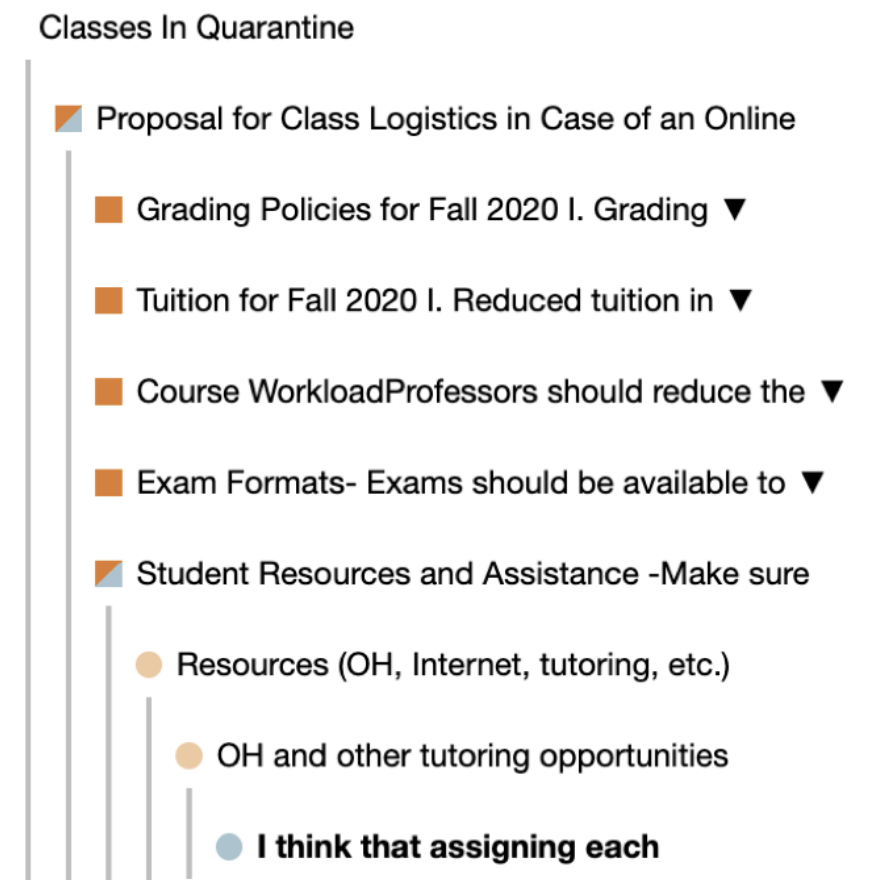 Classes In Quarantine
Proposal for Class Logistics in Case of an Online
Grading Policies for Fall 2020 I. Grading ▼
Tuition for Fall 2020 I. Reduced tuition in ▼
Course WorkloadProfessors should reduce the ▼
Exam Formats- Exams should be available to ▼
Student Resources and Assistance -Make sure
Resources (OH, Internet, tutoring, etc.)
OH and other tutoring opportunities
I think that assigning each